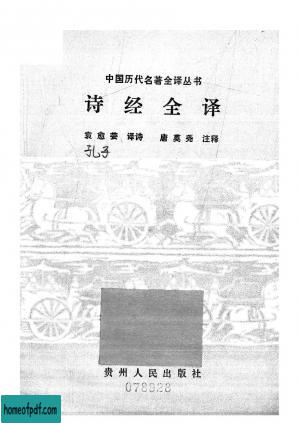 中国历代名著全译丛书
诗经全译
袁愈荌 译诗 唐莫尧 注释
孔子
贵州人民出版社
078928
homeofpdf.com